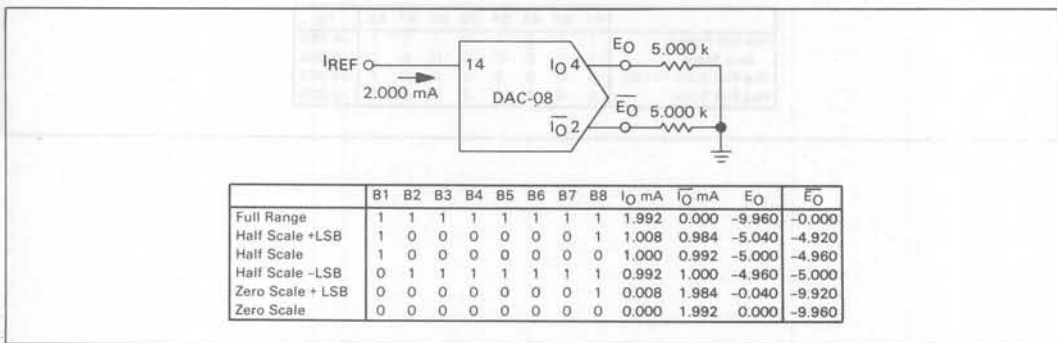 EO 5.000 k
IREF 14 IO 4
2.000 mA
DAC-08
EO 5.000 k
IO 2
B1 B2 B3 B4 B5 B6 B7 B8 IO mA IO mA EO EO
Full Range 1 1 1 1 1 1 1 1 1.992 0.000 -9.960 -0.000
Half Scale +LSB 1 0 0 0 0 0 0 1 1.008 0.984 -5.040 -4.920
Half Scale 1 0 0 0 0 0 0 0 1.000 0.992 -5.000 -4.960
Half Scale -LSB 0 1 1 1 1 1 1 1 0.992 1.000 -4.960 -5.000
Zero Scale + LSB 0 0 0 0 0 0 0 1 0.008 1.984 -0.040 -9.920
Zero Scale 0 0 0 0 0 0 0 0 0.000 1.992 0.000 -9.960